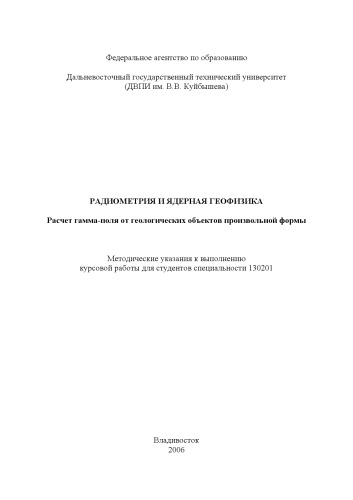 Федеральное агентство по образованию
Дальневосточный государственный технический университет
(ДВПИ им. В.В. Куйбышева)
РАДИОМЕТРИЯ И ЯДЕРНАЯ ГЕОФИЗИКА
Расчет гамма-поля от геологических объектов произвольной формы
Методические указания к выполнению
курсовой работы для студентов специальности 130201
Владивосток
2006